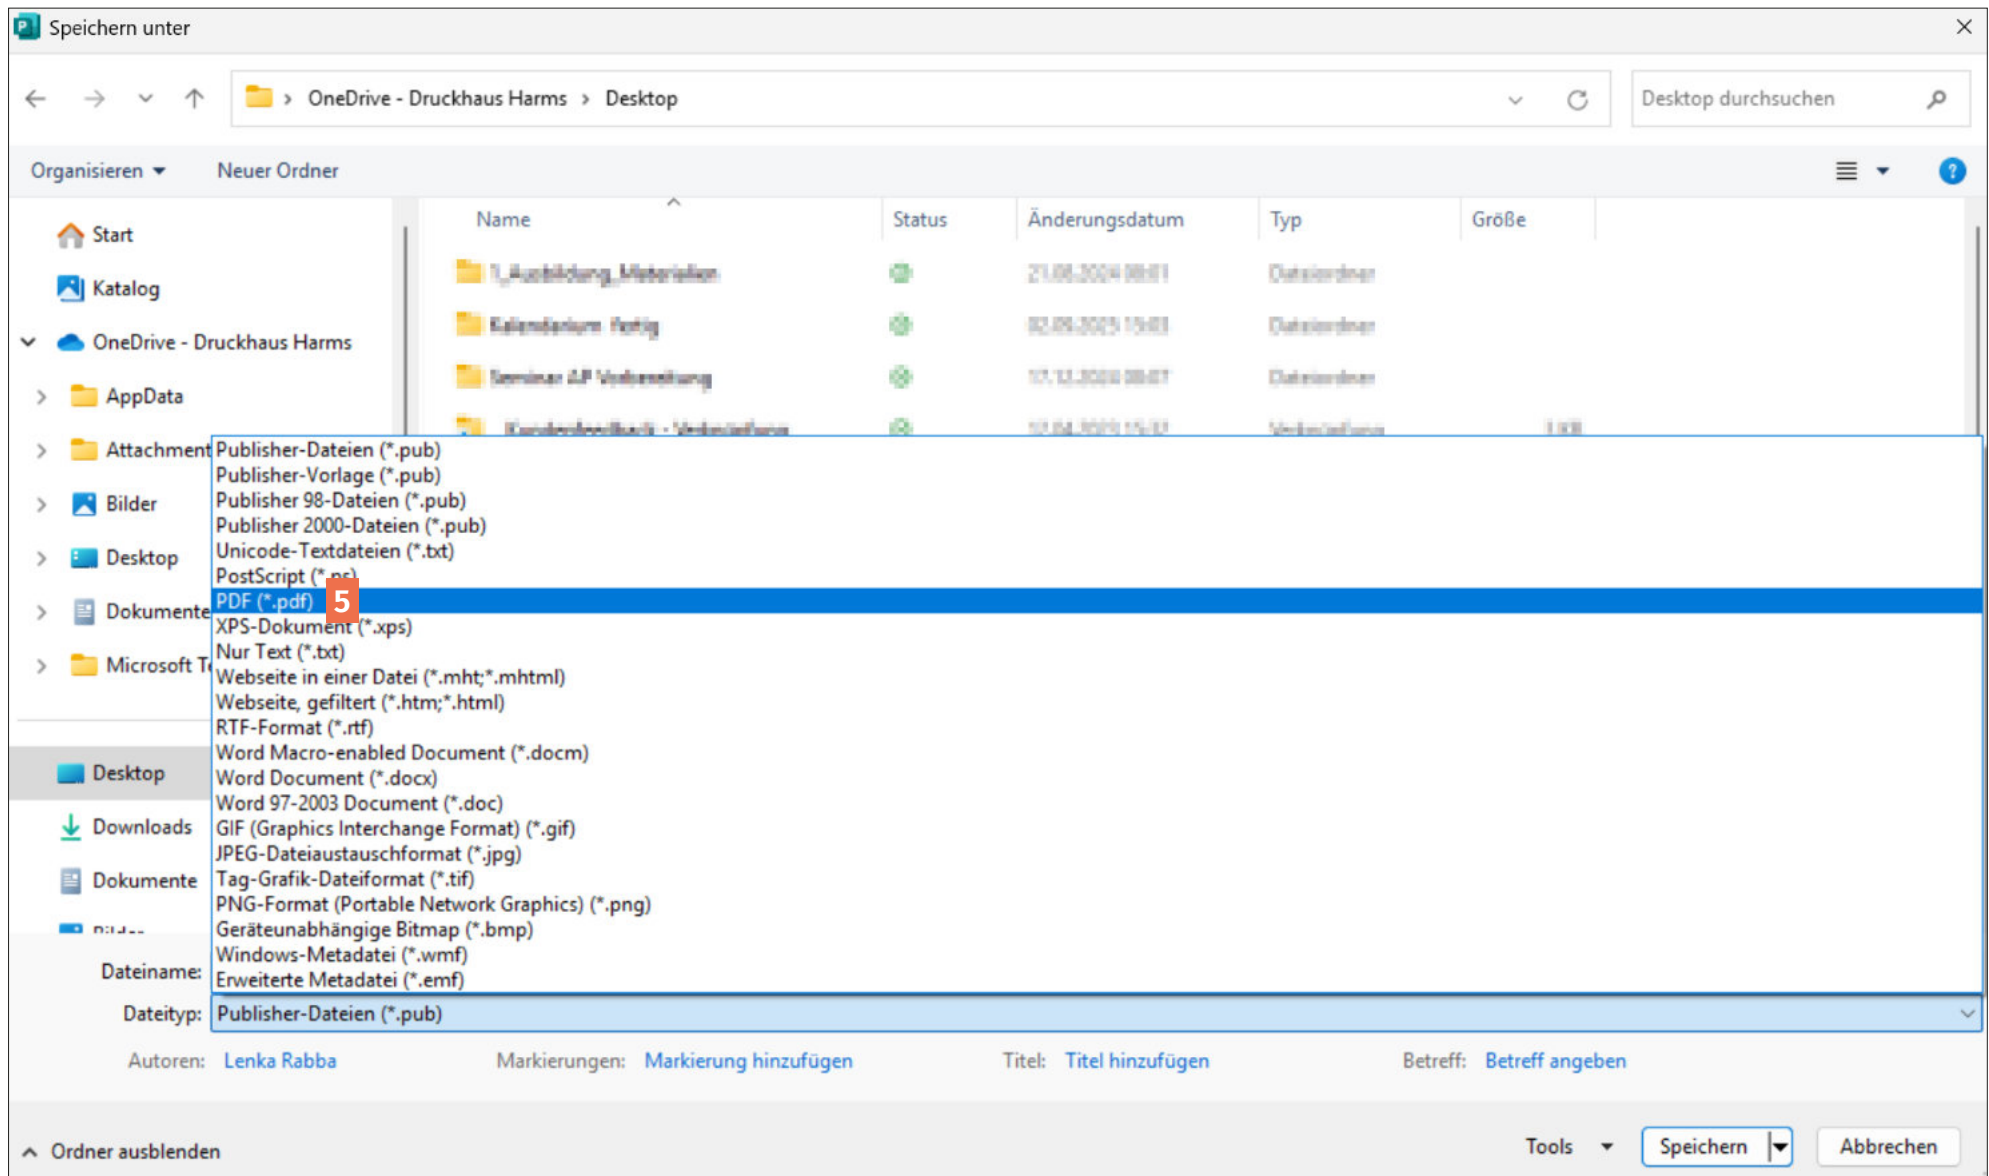 Speichern unter
OneDrive - Druckhaus Harms > Desktop
Desktop durchsuchen
Organisieren
Neuer Ordner
Name
Status
Änderungsdatum
Typ
Größe
Start
Katalog
OneDrive - Druckhaus Harms
AppData
Attachment
Bilder
Desktop
Dokumente
Microsoft Te
Desktop
Downloads
Dokumente
Bilder
Publisher-Dateien (*.pub)
Publisher-Vorlage (*.pub)
Publisher 98-Dateien (*.pub)
Publisher 2000-Dateien (*.pub)
Unicode-Textdateien (*.txt)
PostScript (*.ps)
PDF (*.pdf) 5
XPS-Dokument (*.xps)
Nur Text (*.txt)
Webseite in einer Datei (*.mht;*.mhtml)
Webseite, gefiltert (*.htm;*.html)
RTF-Format (*.rtf)
Word Macro-enabled Document (*.docm)
Word Document (*.docx)
Word 97-2003 Document (*.doc)
GIF (Graphics Interchange Format) (*.gif)
JPEG-Dateiaustauschformat (*.jpg)
Tag-Grafik-Dateiformat (*.tif)
PNG-Format (Portable Network Graphics) (*.png)
Geräteunabhängige Bitmap (*.bmp)
Windows-Metadatei (*.wmf)
Erweiterte Metadatei (*.emf)
Dateiname:
Dateityp: Publisher-Dateien (*.pub)
Autoren: Lenka Rabba
Markierungen: Markierung hinzufügen
Titel: Titel hinzufügen
Betreff: Betreff angeben
Ordner ausblenden
Tools
Speichern
Abbrechen